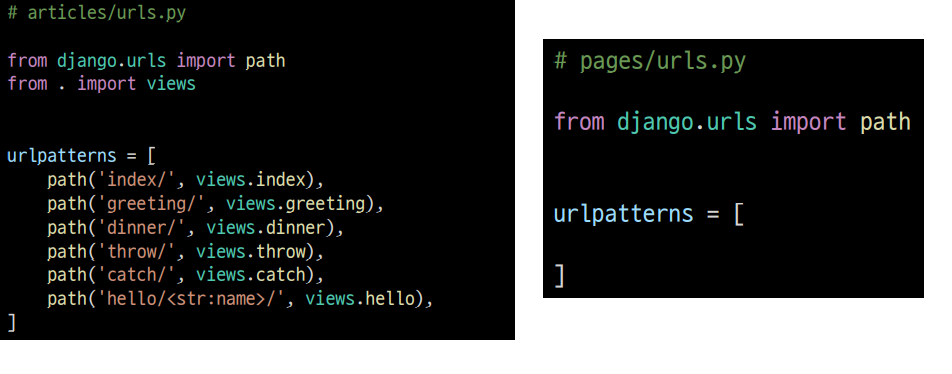 # articles/urls.py
from django.urls import path
from . import views
urlpatterns = [
    path('index/', views.index),
    path('greeting/', views.greeting),
    path('dinner/', views.dinner),
    path('throw/', views.throw),
    path('catch/', views.catch),
    path('hello/<str:name>/', views.hello),
]
# pages/urls.py
from django.urls import path
urlpatterns = [
]